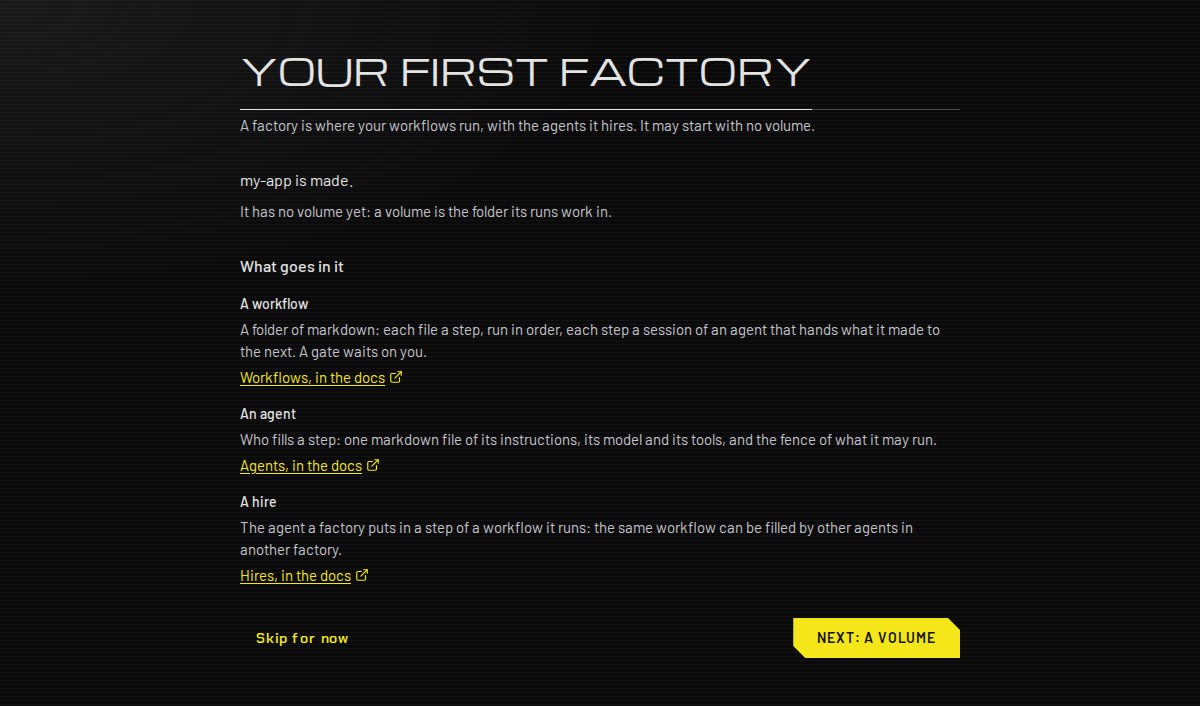 YOUR FIRST FACTORY
A factory is where your workflows run, with the agents it hires. It may start with no volume.
my-app is made.
It has no volume yet: a volume is the folder its runs work in.
What goes in it
A workflow
A folder of markdown: each file a step, run in order, each step a session of an agent that hands what it made to
the next. A gate waits on you.
Workflows, in the docs
An agent
Who fills a step: one markdown file of its instructions, its model and its tools, and the fence of what it may run.
Agents, in the docs
A hire
The agent a factory puts in a step of a workflow it runs: the same workflow can be filled by other agents in
another factory.
Hires, in the docs
Skip for now
NEXT: A VOLUME